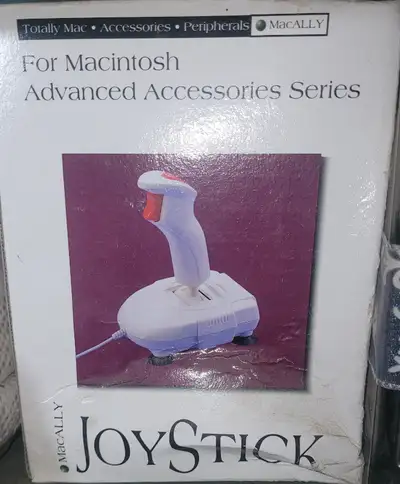 Totally Mac • Accessories • Peripherals MacALLY
For Macintosh
Advanced Accessories Series
MacALLY
JOYSTICK